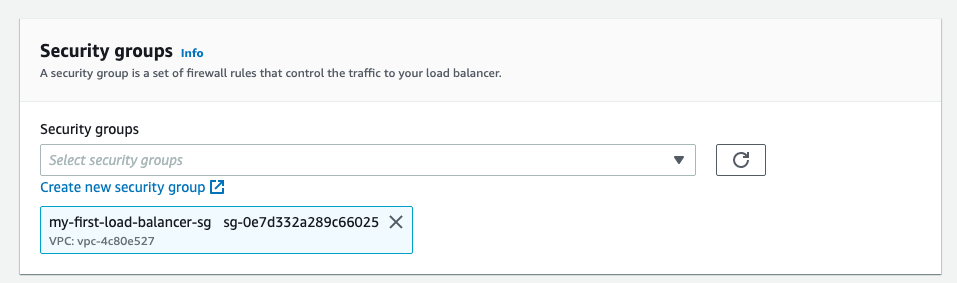 Security groups Info
A security group is a set of firewall rules that control the traffic to your load balancer.
Security groups
Select security groups
Create new security group
my-first-load-balancer-sg sg-0e7d332a289c66025
VPC: vpc-4c80e527